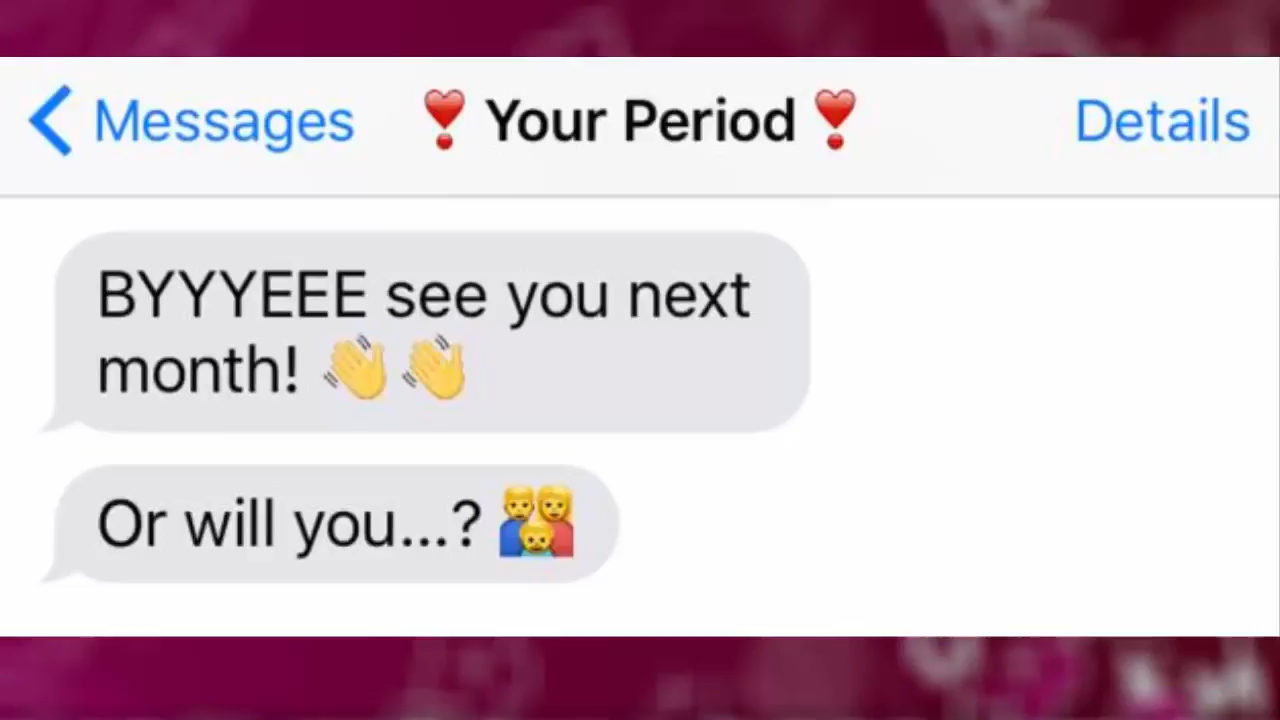 Messages ❣️ Your Period ❣️ Details
BYYYEEE see you next
month! 👋 👋
Or will you...? 👨‍👩‍👦